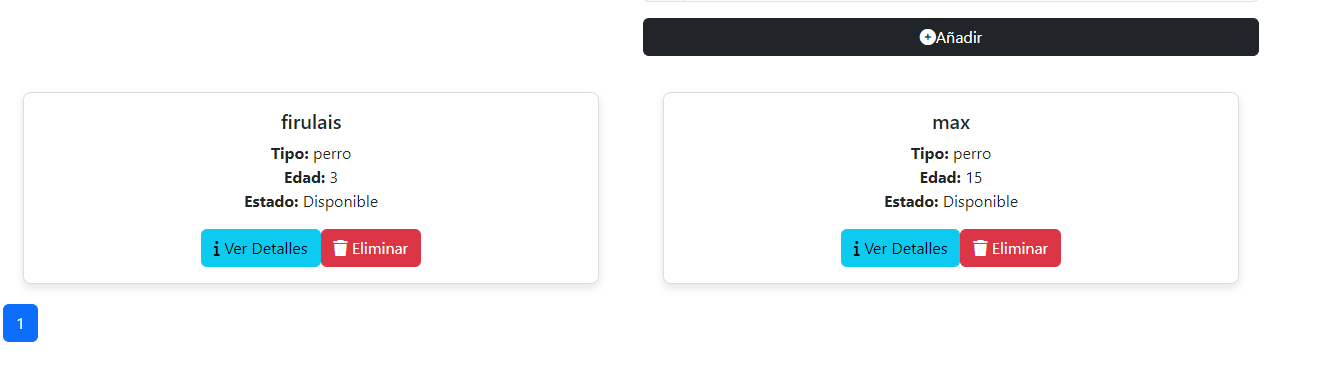 Añadir
firulais
Tipo: perro
Edad: 3
Estado: Disponible
Ver Detalles
Eliminar
max
Tipo: perro
Edad: 15
Estado: Disponible
Ver Detalles
Eliminar
1